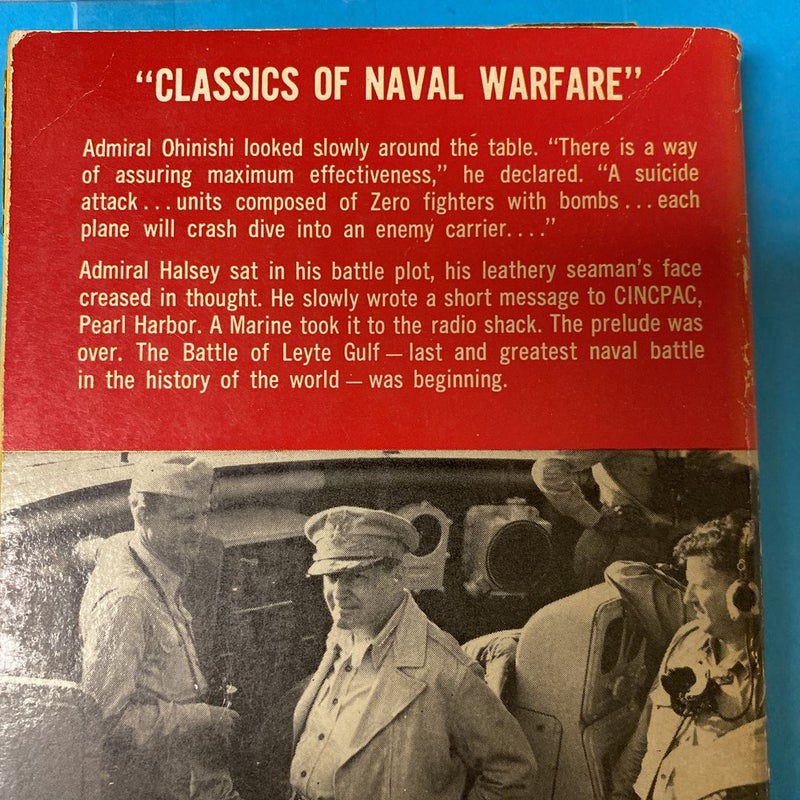 “CLASSICS OF NAVAL WARFARE”
Admiral Ohinishi looked slowly around the table. “There is a way
of assuring maximum effectiveness,” he declared. “A suicide
attack . . . units composed of Zero fighters with bombs . . . each
plane will crash dive into an enemy carrier. . . .”
Admiral Halsey sat in his battle plot, his leathery seaman’s face
creased in thought. He slowly wrote a short message to CINCPAC,
Pearl Harbor. A Marine took it to the radio shack. The prelude was
over. The Battle of Leyte Gulf — last and greatest naval battle
in the history of the world — was beginning.